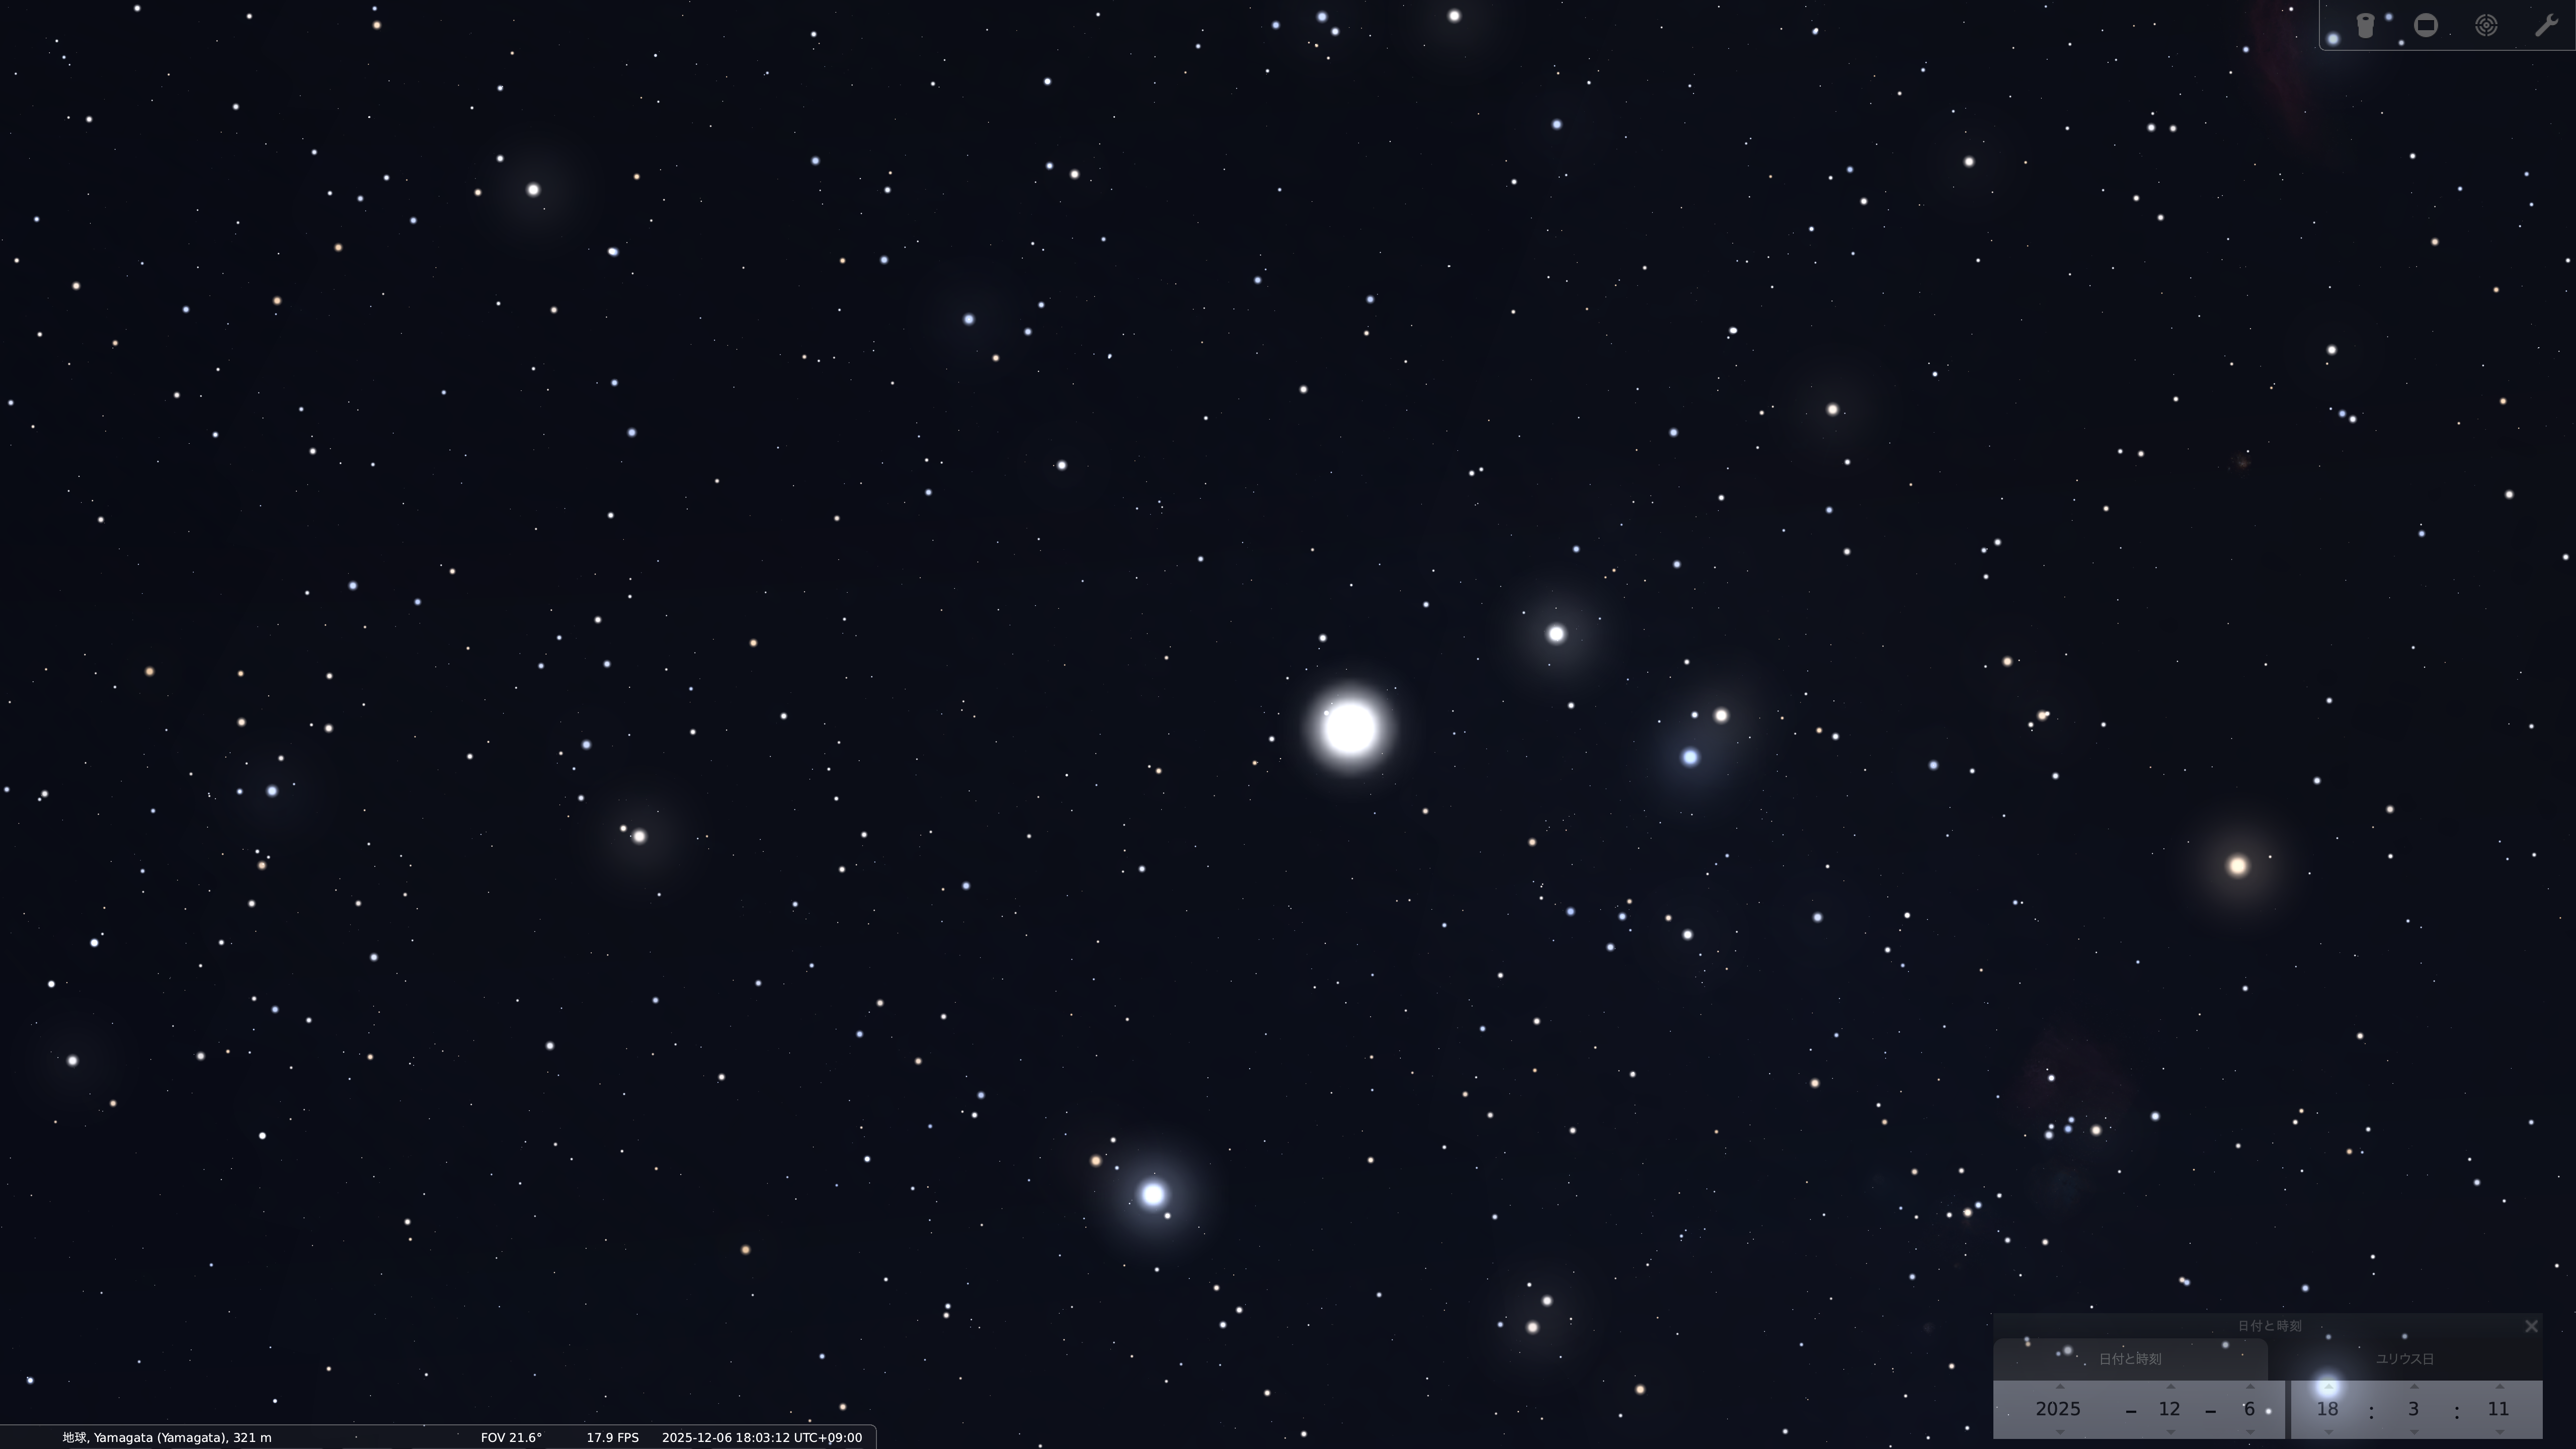 日付と時刻
日付と時刻 ユリウス日
2025 – 12 – 6 18 : 3 : 11
地球, Yamagata (Yamagata), 321 m FOV 21.6° 17.9 FPS 2025-12-06 18:03:12 UTC+09:00